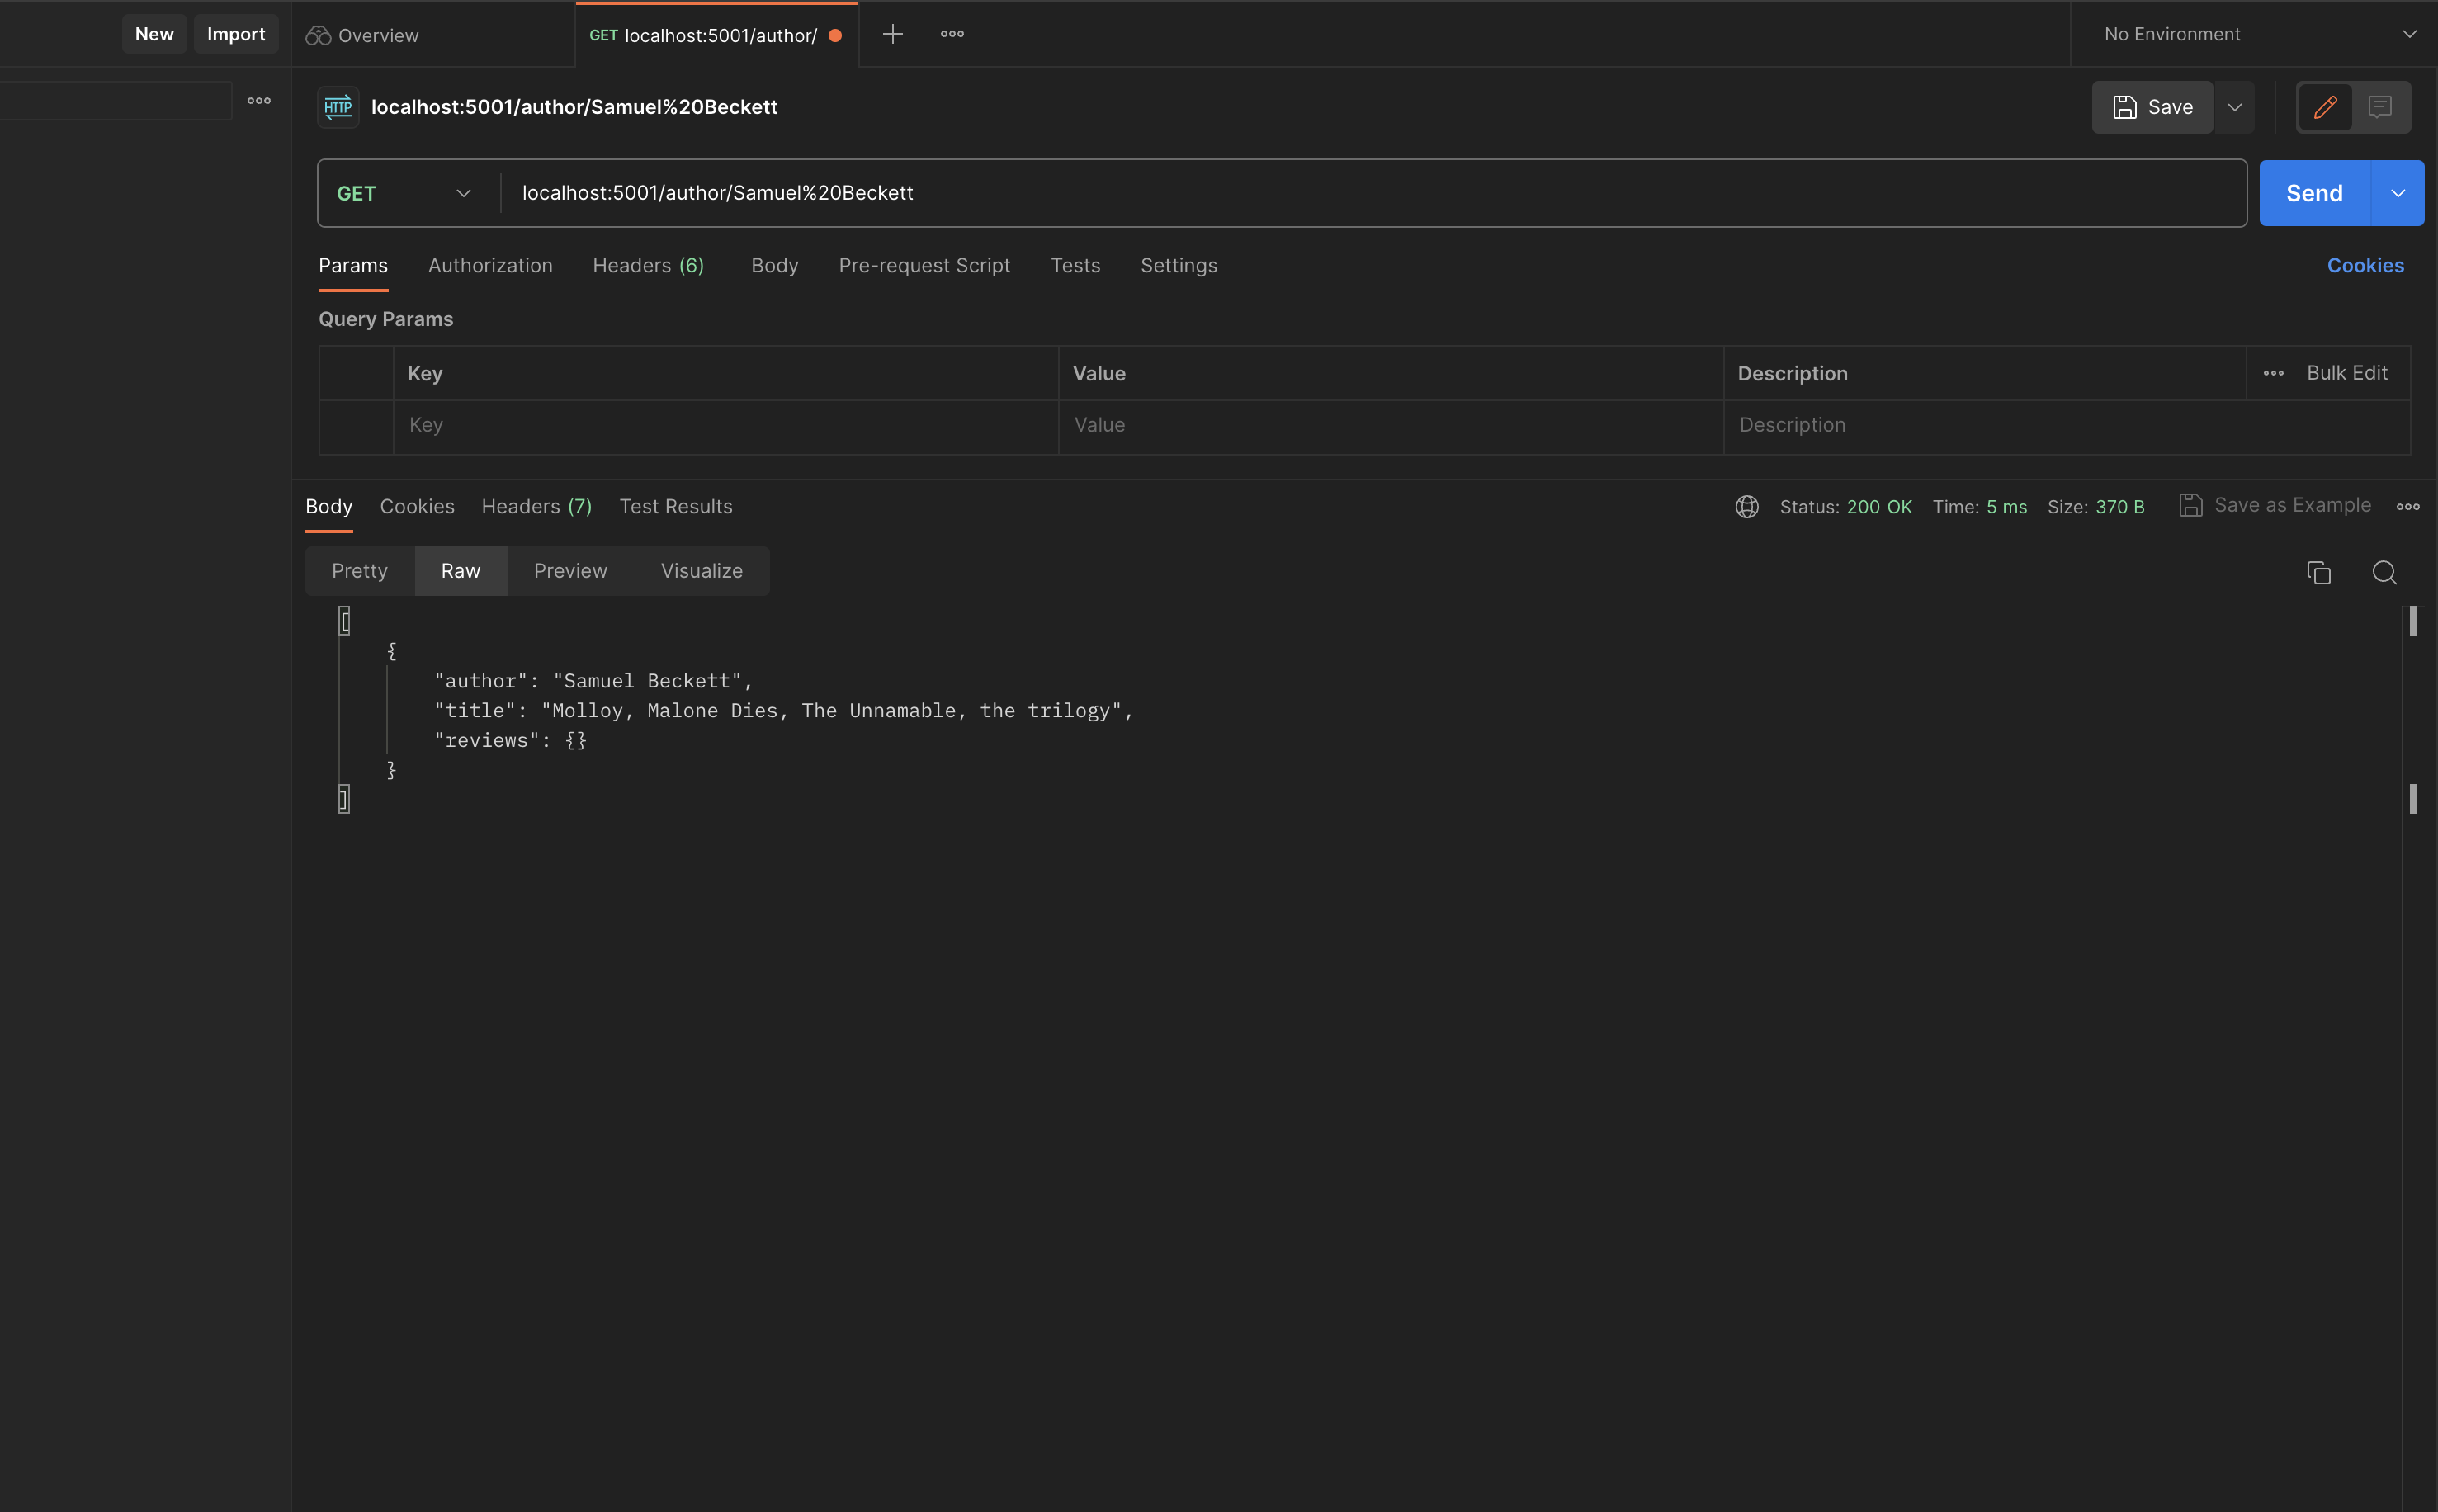 New Import Overview GET localhost:5001/author/ No Environment
HTTP localhost:5001/author/Samuel%20Beckett Save
GET localhost:5001/author/Samuel%20Beckett Send
Params Authorization Headers (6) Body Pre-request Script Tests Settings Cookies
Query Params
Key Value Description Bulk Edit
Key Value Description
Body Cookies Headers (7) Test Results Status: 200 OK Time: 5 ms Size: 370 B Save as Example
Pretty Raw Preview Visualize
[
{
"author": "Samuel Beckett",
"title": "Molloy, Malone Dies, The Unnamable, the trilogy",
"reviews": {}
}
]